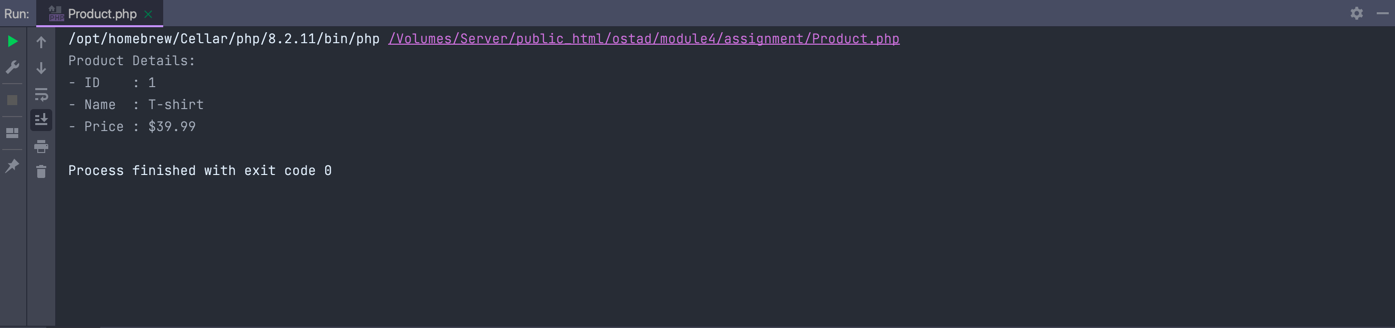 Run: Product.php
/opt/homebrew/Cellar/php/8.2.11/bin/php /Volumes/Server/public_html/ostad/module4/assignment/Product.php
Product Details:
- ID    : 1
- Name  : T-shirt
- Price : $39.99
Process finished with exit code 0